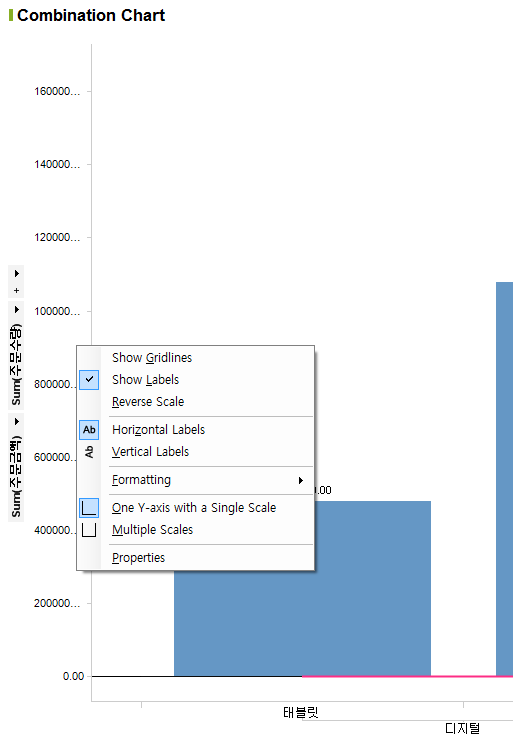 Combination Chart
160000...
140000...
120000...
100000...
800000...
600000...
400000...
200000...
0.00
+
Sum(주문수량)
Sum(주문금액)
Show Gridlines
Show Labels
Reverse Scale
Ab Horizontal Labels
Ab Vertical Labels
Formatting
One Y-axis with a Single Scale
Multiple Scales
Properties
0.00
태블릿
디지털